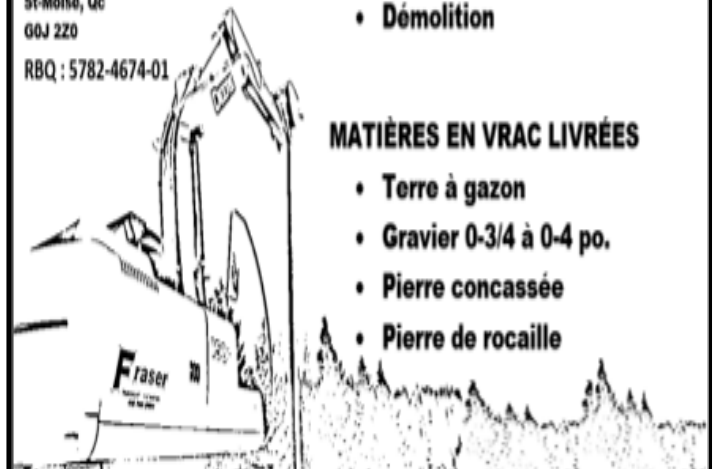 St-Moïse, Qc
G0J 2Z0
RBQ : 5782-4674-01
• Démolition
MATIÈRES EN VRAC LIVRÉES
• Terre à gazon
• Gravier 0-3/4 à 0-4 po.
• Pierre concassée
• Pierre de rocaille
Fraser